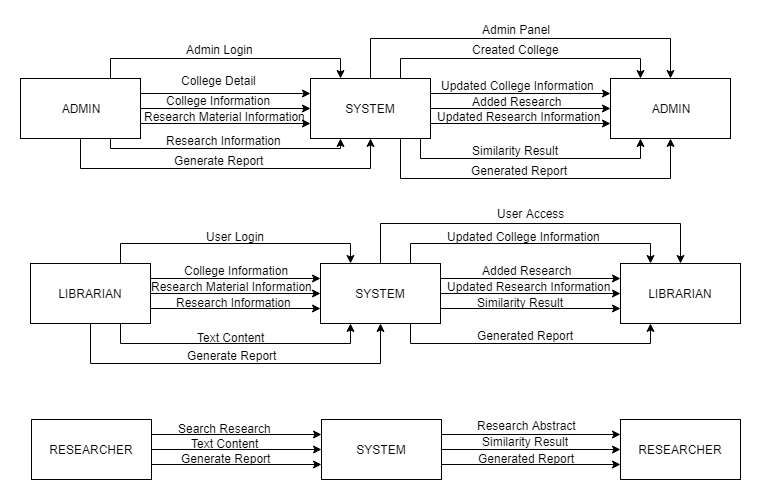 Admin Panel
Admin Login
Created College
College Detail
Updated College Information
ADMIN
College Information
SYSTEM
Added Research
ADMIN
Research Material Information
Updated Research Information
Research Information
Similarity Result
Generate Report
Generated Report
User Access
User Login
Updated College Information
College Information
Added Research
LIBRARIAN
Research Material Information
SYSTEM
Updated Research Information
LIBRARIAN
Research Information
Similarity Result
Text Content
Generated Report
Generate Report
Search Research
Research Abstract
RESEARCHER
Text Content
SYSTEM
Similarity Result
RESEARCHER
Generate Report
Generated Report